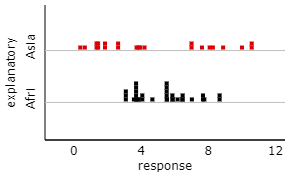 explanatory
Asia
Afri
0 4 8 12
response